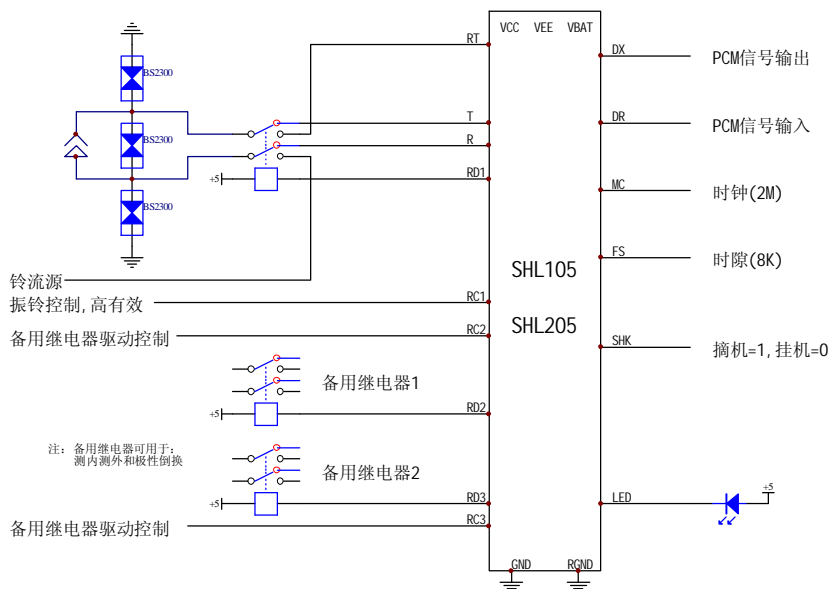 VCC VEE VBAT
RT
DX
PCM信号输出
BS2300
T
DR
PCM信号输入
BS2300
R
+5
RD1
MC
时钟(2M)
BS2300
FS
时隙(8K)
SHL105
铃流源
RC1
振铃控制,高有效
SHL205
RC2
备用继电器驱动控制
SHK
摘机=1,挂机=0
备用继电器1
+5
RD2
注: 备用继电器可用于:
测内测外和极性倒换
备用继电器2
+5
RD3
LED
+5
RC3
备用继电器驱动控制
GND RGND